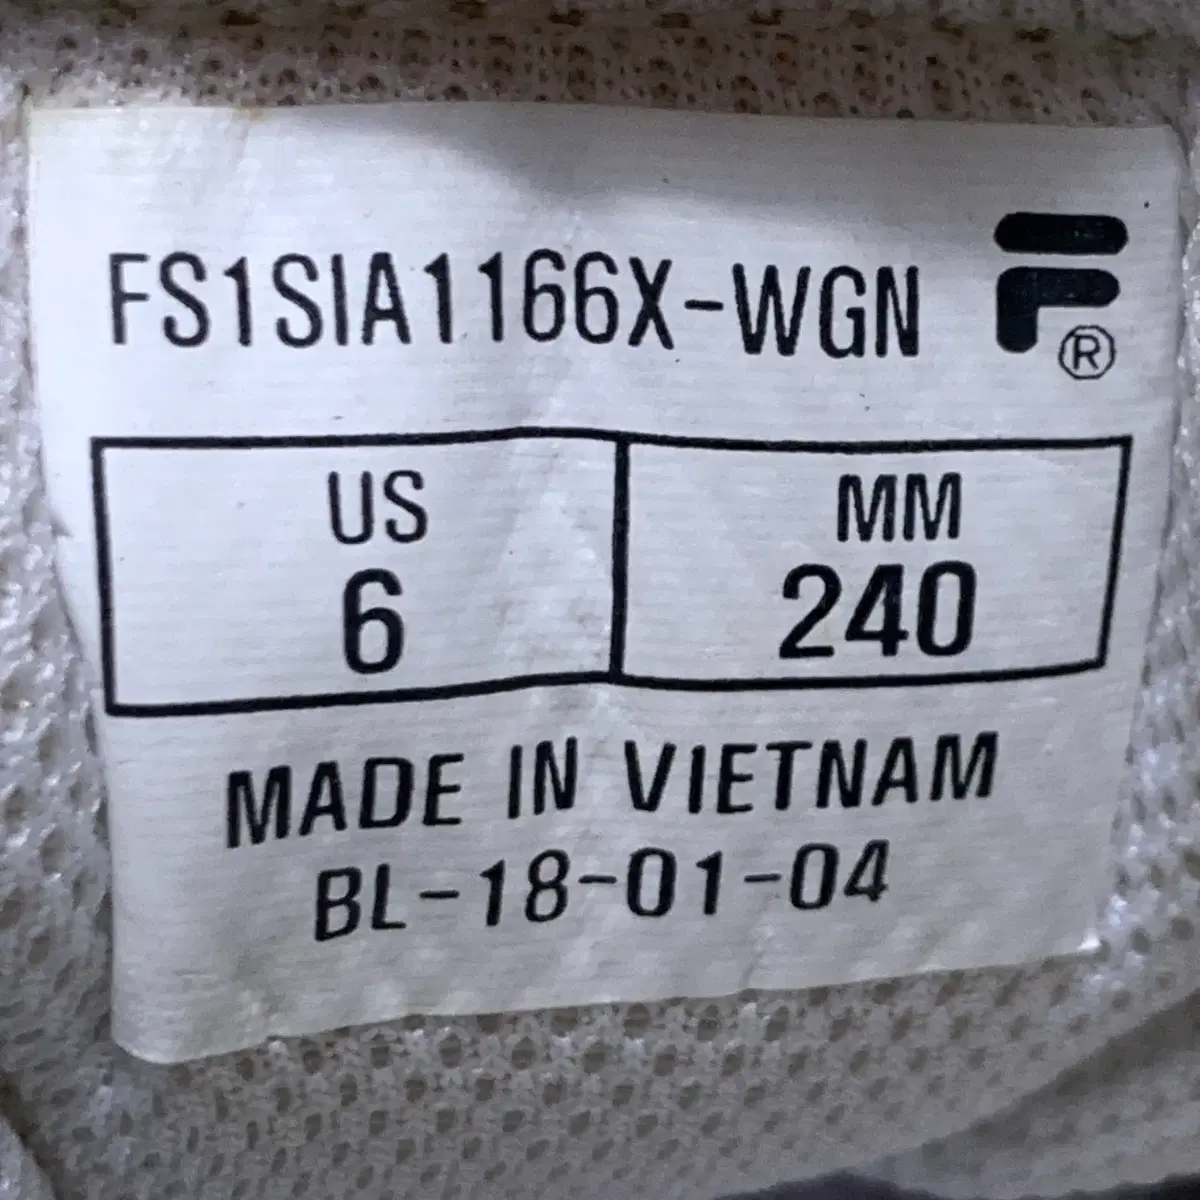 FS1SIA1166X-WGN
F®
US
6
MM
240
MADE IN VIETNAM
BL-18-01-04